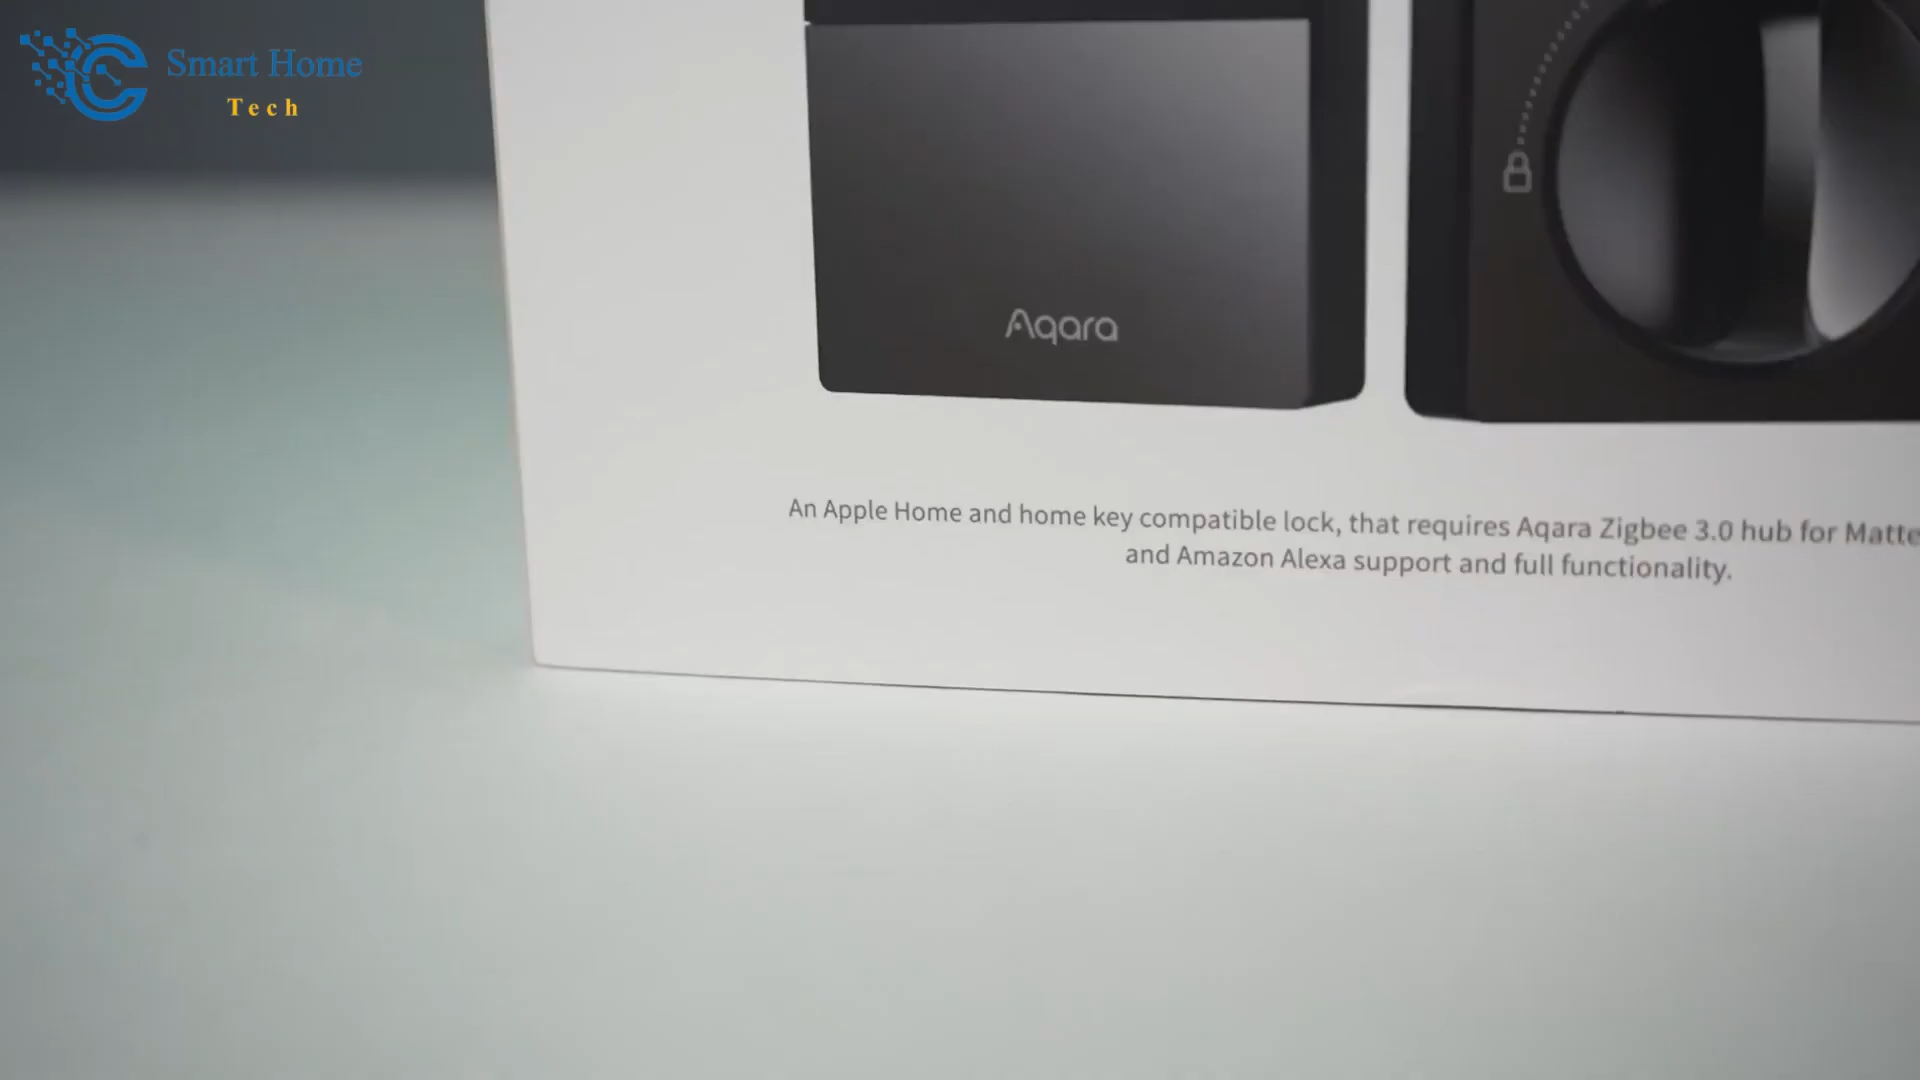 Smart Home
Tech
Aqara
An Apple Home and home key compatible lock, that requires Aqara Zigbee 3.0 hub for Matte
and Amazon Alexa support and full functionality.